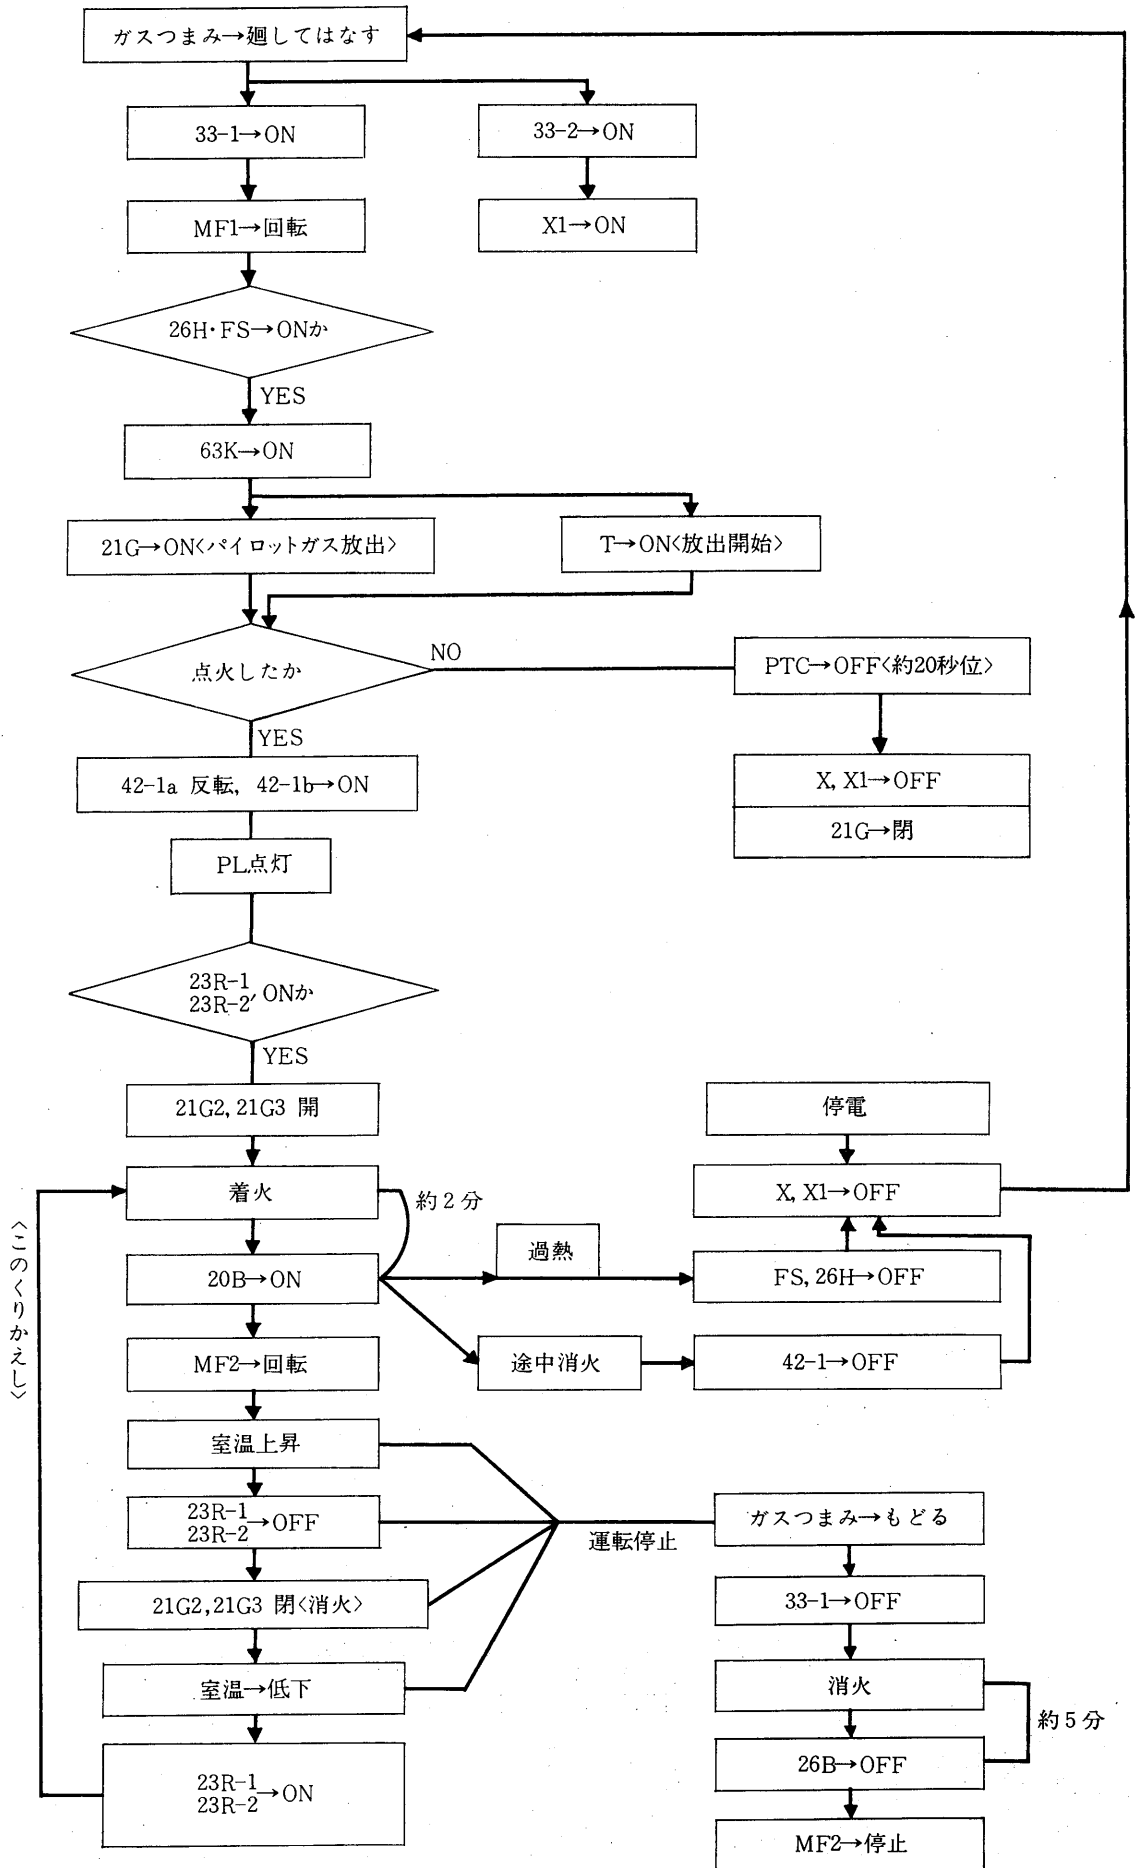 ガスつまみ→廻してはなす
33-1→ON
33-2→ON
MF1→回転
X1→ON
26H・FS→ONか
YES
63K→ON
21G→ON<パイロットガス放出>
T→ON<放出開始>
点火したか
NO
PTC→OFF<約20秒位>
YES
X, X1→OFF
21G→閉
42-1a 反転, 42-1b→ON
PL点灯
23R-1
23R-2, ONか
YES
21G2, 21G3 開
停電
着火
約2分
X, X1→OFF
<このくりかえし>
20B→ON
過熱
FS, 26H→OFF
MF2→回転
途中消火
42-1→OFF
室温上昇
23R-1
23R-2→OFF
運転停止
ガスつまみ→もどる
21G2,21G3 閉<消火>
33-1→OFF
室温→低下
消火
約5分
23R-1
23R-2→ON
26B→OFF
MF2→停止